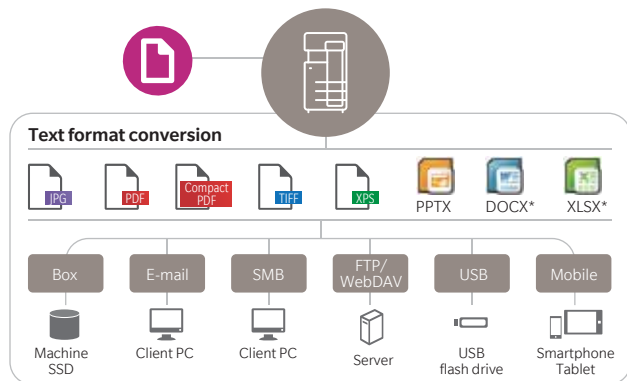 Text format conversion
JPG
PDF
Compact
PDF
TIFF
XPS
PPTX
DOCX*
XLSX*
Box
E-mail
SMB
FTP/
WebDAV
USB
Mobile
Machine
SSD
Client PC
Client PC
Server
USB
flash drive
Smartphone
Tablet